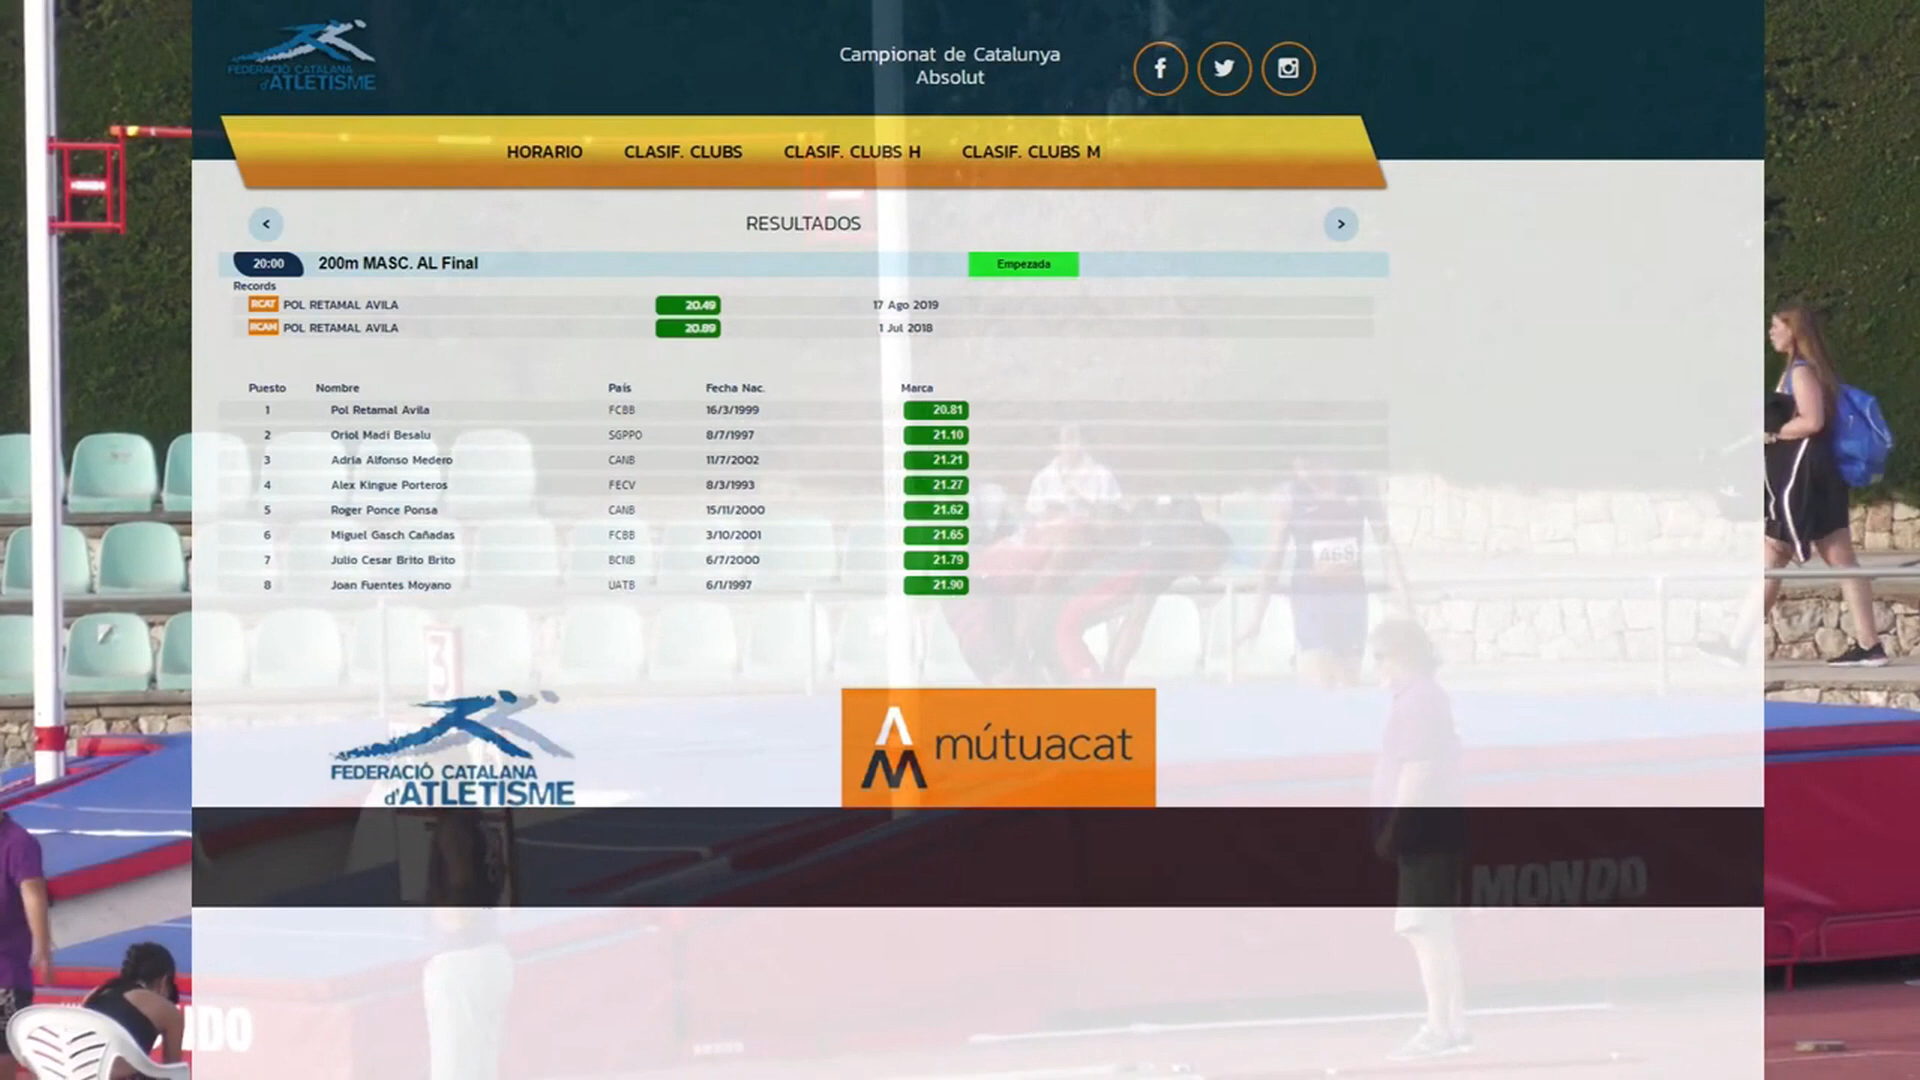 FEDERACIÓ CATALANA
d'ATLETISME
Campionat de Catalunya
Absolut
HORARIO CLASIF. CLUBS CLASIF. CLUBS H CLASIF. CLUBS M
< RESULTADOS >
20:00 200m MASC. AL Final Empezada
Records
RCAT POL RETAMAL AVILA 20.49 17 Ago 2019
RCAM POL RETAMAL AVILA 20.89 1 Jul 2018
Puesto Nombre País Fecha Nac. Marca
1 Pol Retamal Avila FCBB 16/3/1999 20.81
2 Oriol Madi Besalu SGPPO 8/7/1997 21.10
3 Adria Alfonso Medero CANB 11/7/2002 21.21
4 Alex Kingue Porteros FECV 8/3/1993 21.27
5 Roger Ponce Ponsa CANB 15/11/2000 21.62
6 Miguel Gasch Cañadas FCBB 3/10/2001 21.65
7 Julio Cesar Brito Brito BCNB 6/7/2000 21.79
8 Joan Fuentes Moyano UATB 6/1/1997 21.90
468
3
FEDERACIÓ CATALANA
d'ATLETISME
mútuacat
MONDO